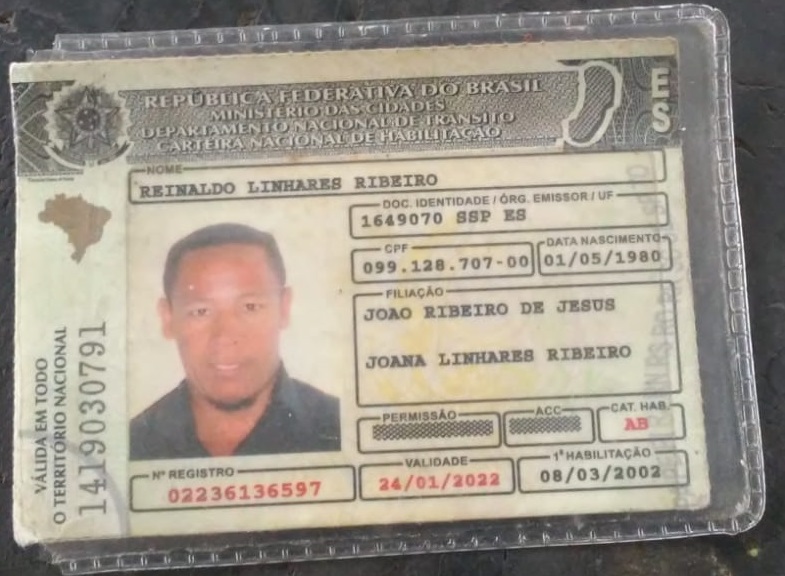 REPÚBLICA FEDERATIVA DO BRASIL
MINISTÉRIO DAS CIDADES
DEPARTAMENTO NACIONAL DE TRÂNSITO
CARTEIRA NACIONAL DE HABILITAÇÃO
ES
NOME
REINALDO LINHARES RIBEIRO
DOC. IDENTIDADE / ÓRG. EMISSOR / UF
1649070 SSP ES
CPF
DATA NASCIMENTO
099.128.707-00
01/05/1980
FILIAÇÃO
JOAO RIBEIRO DE JESUS
JOANA LINHARES RIBEIRO
PERMISSÃO
ACC
CAT. HAB.
AB
Nº REGISTRO
VALIDADE
1ª HABILITAÇÃO
02236136597
24/01/2022
08/03/2002
VÁLIDA EM TODO
O TERRITÓRIO NACIONAL
1419030791